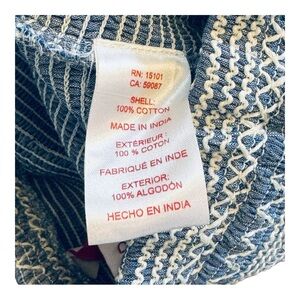 RN: 15101
CA: 59087
SHELL:
100% COTTON
MADE IN INDIA
EXTÉRIEUR:
100 % COTON
FABRIQUÉ EN INDE
EXTERIOR:
100% ALGODÓN
HECHO EN INDIA